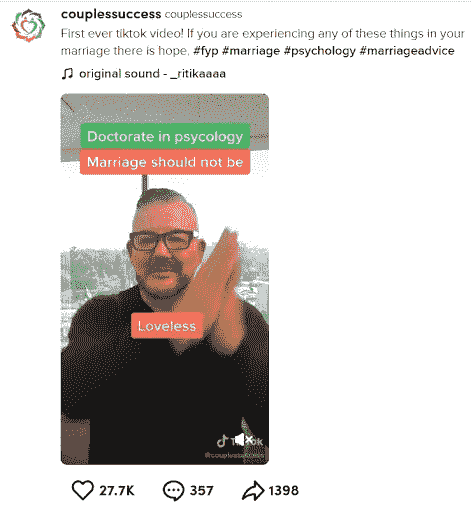 couplessuccess couplessuccess
First ever tiktok video! If you are experiencing any of these things in your
marriage there is hope. #fyp #marriage #psychology #marriageadvice
original sound - _ritikaaaa
Doctorate in psycology
Marriage should not be
Loveless
@couplessuccess
27.7K 357 1398